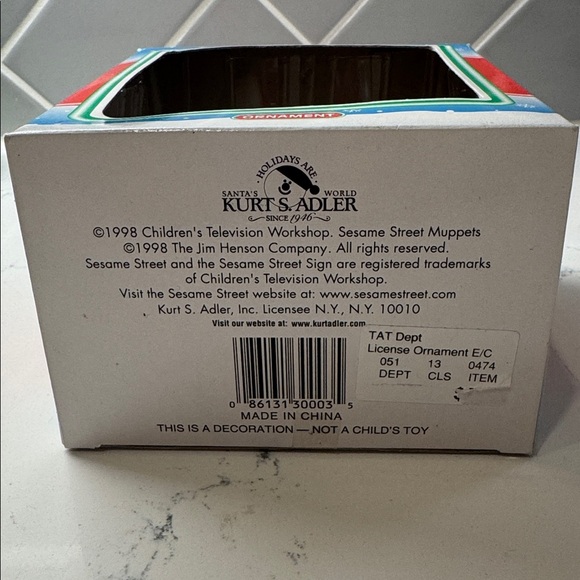 ORNAMENT
HOLIDAYS ARE
SANTA'S WORLD
KURT S. ADLER
SINCE 1946
©1998 Children's Television Workshop. Sesame Street Muppets
©1998 The Jim Henson Company. All rights reserved.
Sesame Street and the Sesame Street Sign are registered trademarks
of Children's Television Workshop.
Visit the Sesame Street website at: www.sesamestreet.com
Kurt S. Adler, Inc. Licensee N.Y., N.Y. 10010
Visit our website at: www.kurtadler.com
TAT Dept
License Ornament E/C
051 13 0474
DEPT CLS ITEM
0 86131 30003 5
MADE IN CHINA
THIS IS A DECORATION — NOT A CHILD'S TOY